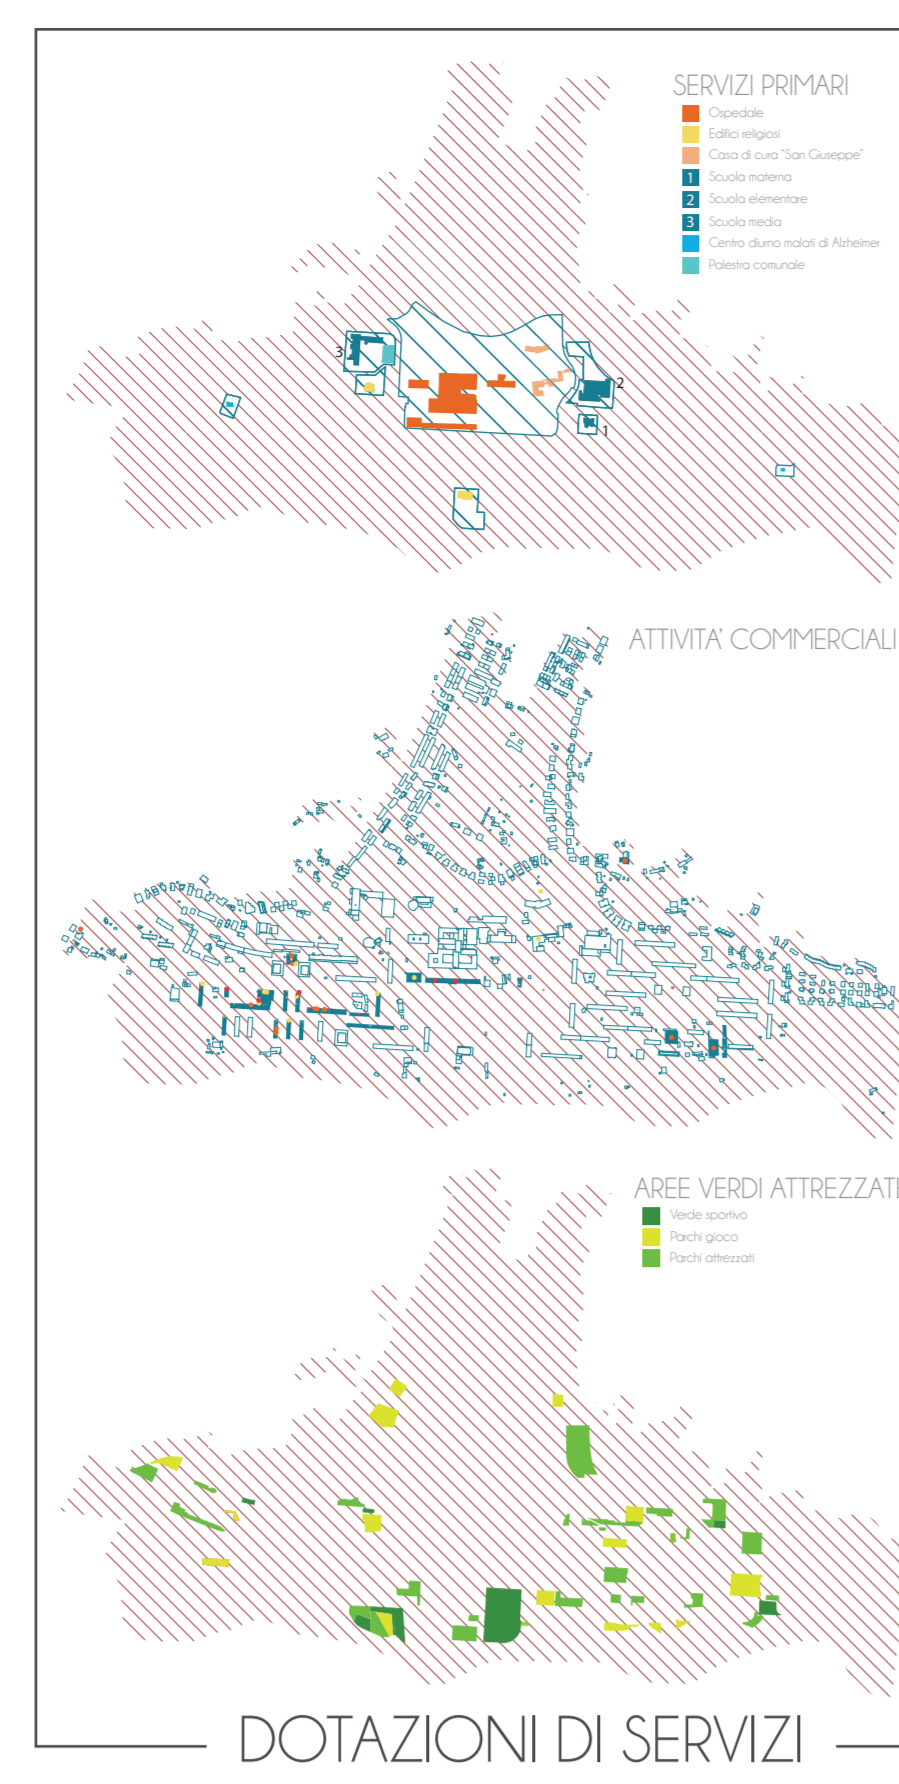 SERVIZI PRIMARI
Ospedale
Edifici religiosi
Casa di cura "San Giuseppe"
1 Scuola materna
2 Scuola elementare
3 Scuola media
Centro diurno malati di Alzheimer
Palestra comunale
3
2
1
ATTIVITA' COMMERCIALI
AREE VERDI ATTREZZATE
Verde sportivo
Parchi gioco
Parchi attrezzati
DOTAZIONI DI SERVIZI